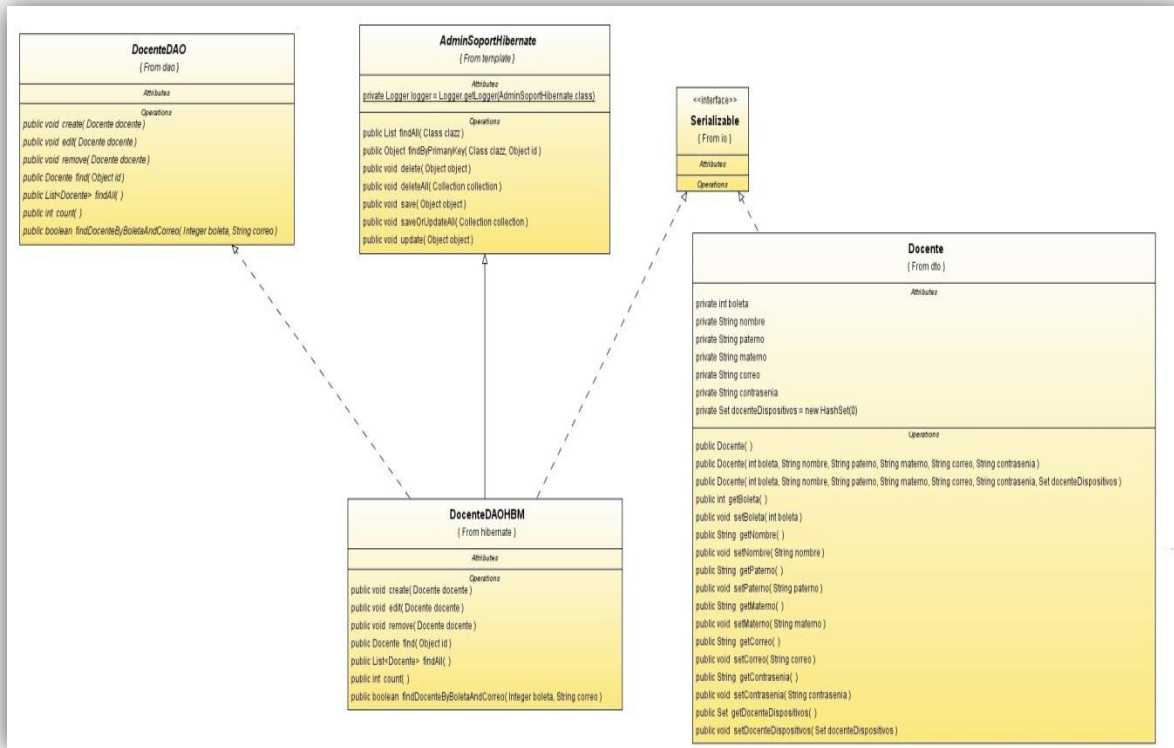 DocenteDAO
{ From dao }
Attributes
Operations
public void create( Docente docente )
public void edit( Docente docente )
public void remove( Docente docente )
public Docente find( Object id )
public List<Docente> findAll( )
public int count( )
public boolean findDocenteByBoletaAndCorreo( Integer boleta, String correo )
AdminSoportHibernate
{ From template }
Attributes
private Logger logger = Logger.getLogger(AdminSoportHibernate.class)
Operations
public List findAll( Class clazz )
public Object findByPrimaryKey( Class clazz, Object id )
public void delete( Object object )
public void deleteAll( Collection collection )
public void save( Object object )
public void saveOrUpdateAll( Collection collection )
public void update( Object object )
<<interface>>
Serializable
{ From io }
Attributes
Operations
Docente
{ From dto }
Attributes
private int boleta
private String nombre
private String paterno
private String materno
private String correo
private String contrasenia
private Set docenteDispositivos = new HashSet(0)
Operations
public Docente( )
public Docente( int boleta, String nombre, String paterno, String materno, String correo, String contrasenia )
public Docente( int boleta, String nombre, String paterno, String materno, String correo, String contrasenia, Set docenteDispositivos )
public int getBoleta( )
public void setBoleta( int boleta )
public String getNombre( )
public void setNombre( String nombre )
public String getPaterno( )
public void setPaterno( String paterno )
public String getMaterno( )
public void setMaterno( String materno )
public String getCorreo( )
public void setCorreo( String correo )
public String getContrasenia( )
public void setContrasenia( String contrasenia )
public Set getDocenteDispositivos( )
public void setDocenteDispositivos( Set docenteDispositivos )
DocenteDAOHBM
{ From hibernate }
Attributes
Operations
public void create( Docente docente )
public void edit( Docente docente )
public void remove( Docente docente )
public Docente find( Object id )
public List<Docente> findAll( )
public int count( )
public boolean findDocenteByBoletaAndCorreo( Integer boleta, String correo )